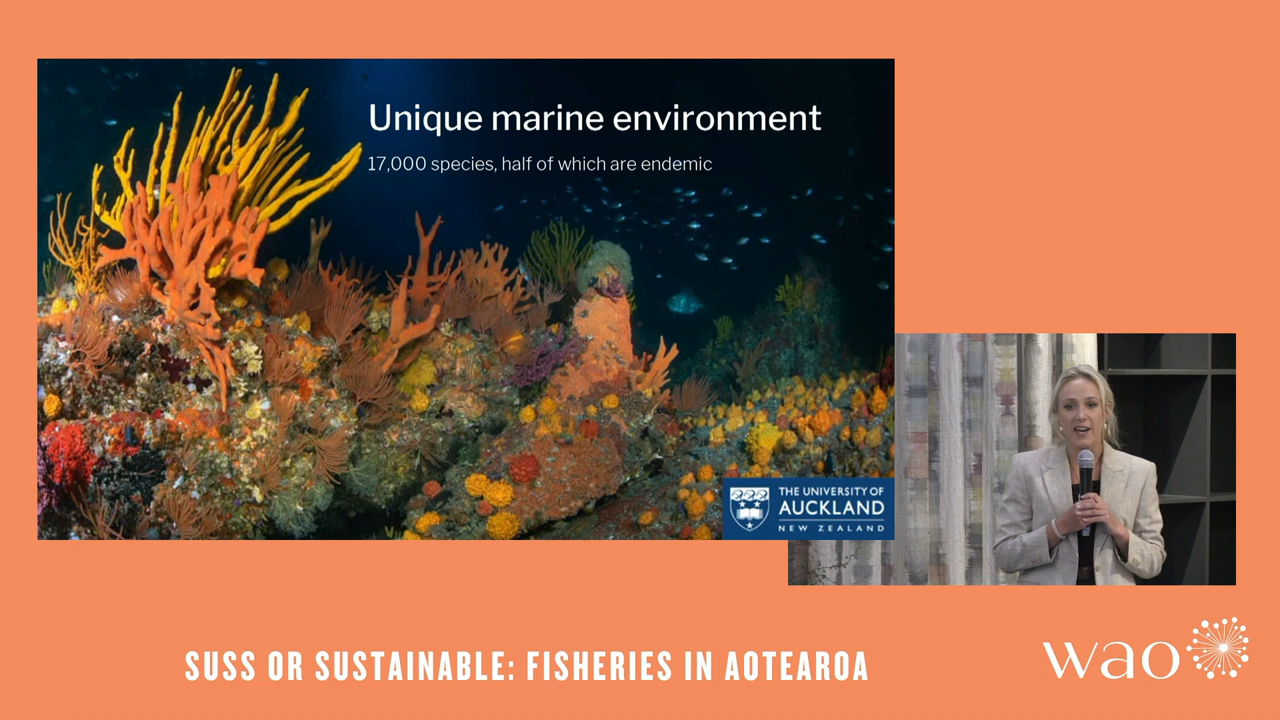 Unique marine environment
17,000 species, half of which are endemic
THE UNIVERSITY OF
AUCKLAND
NEW ZEALAND
SUSS OR SUSTAINABLE: FISHERIES IN AOTEAROA
wao